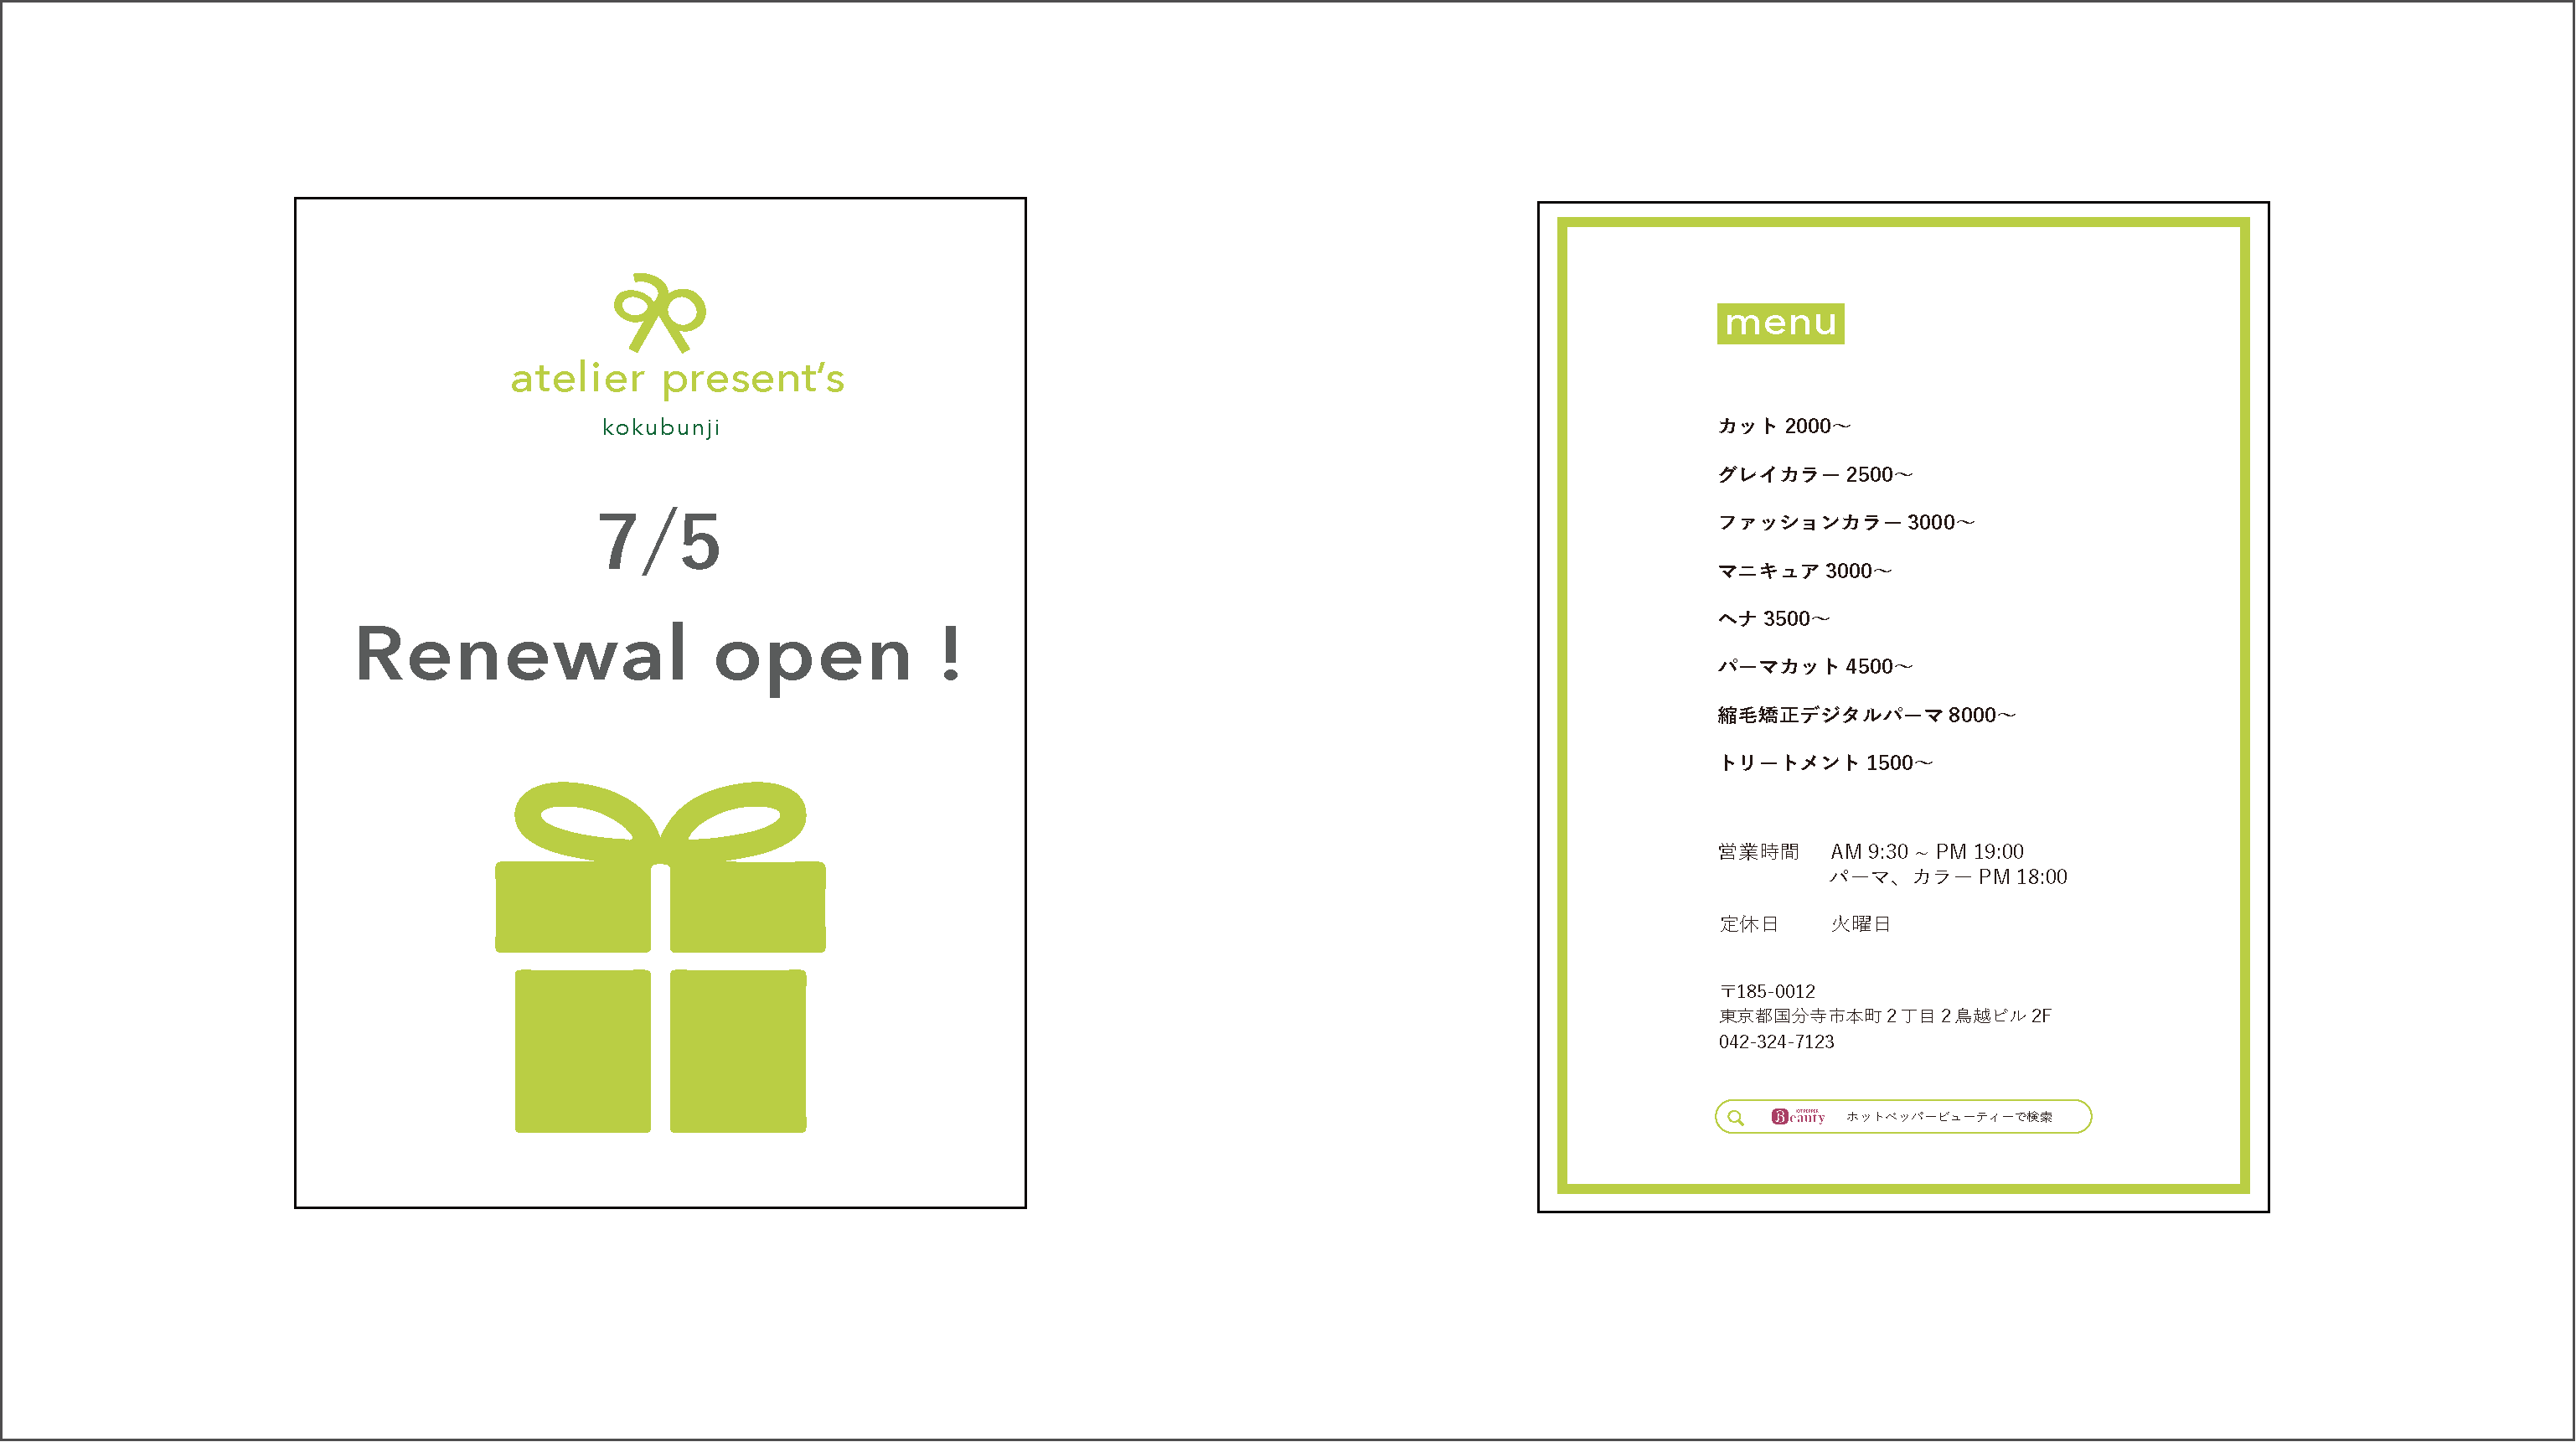 atelier present's
kokubunji
7/5
Renewal open !
menu
カット 2000〜
グレイカラー 2500〜
ファッションカラー 3000〜
マニキュア 3000〜
ヘナ 3500〜
パーマカット 4500〜
縮毛矯正デジタルパーマ 8000〜
トリートメント 1500〜
営業時間 AM 9:30 ~ PM 19:00
パーマ、カラー PM 18:00
定休日 火曜日
〒185-0012
東京都国分寺市本町 2 丁目 2 鳥越ビル 2F
042-324-7123
HOT PEPPER Beauty ホットペッパービューティーで検索